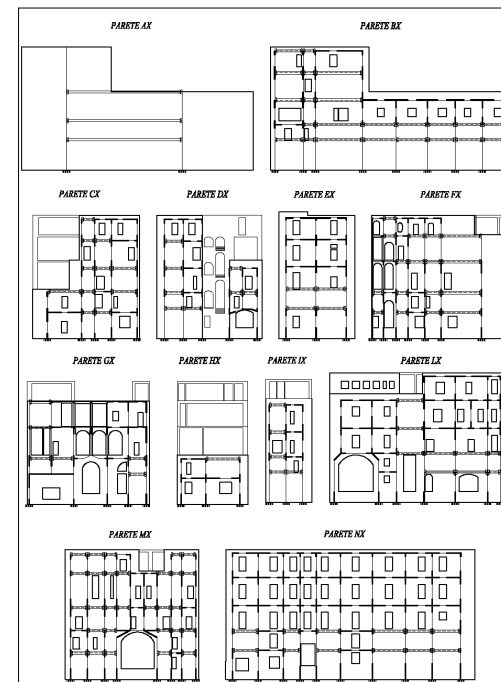 PARETE AX PARETE BX
PARETE CX PARETE DX PARETE EX PARETE FX
PARETE GX PARETE HX PARETE IX PARETE LX
PARETE MX PARETE NX